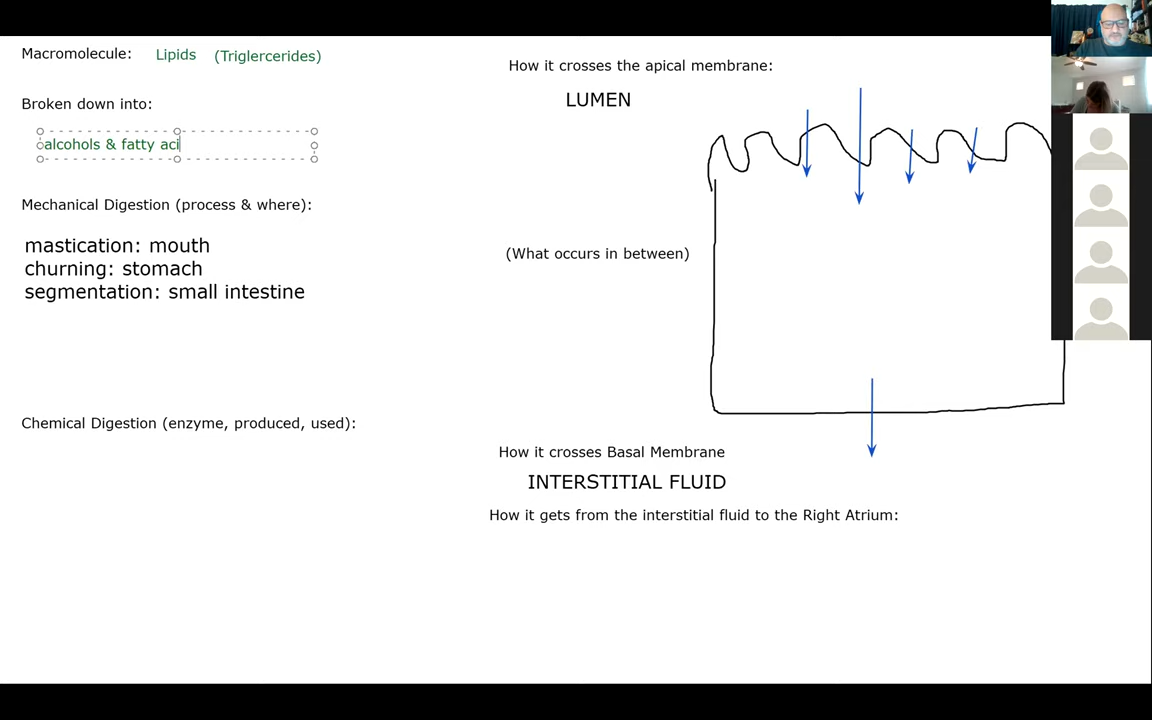 Macromolecule: Lipids (Triglercerides)
Broken down into:
alcohols & fatty aci
Mechanical Digestion (process & where):
mastication: mouth
churning: stomach
segmentation: small intestine
Chemical Digestion (enzyme, produced, used):
How it crosses the apical membrane:
LUMEN
(What occurs in between)
How it crosses Basal Membrane
INTERSTITIAL FLUID
How it gets from the interstitial fluid to the Right Atrium: